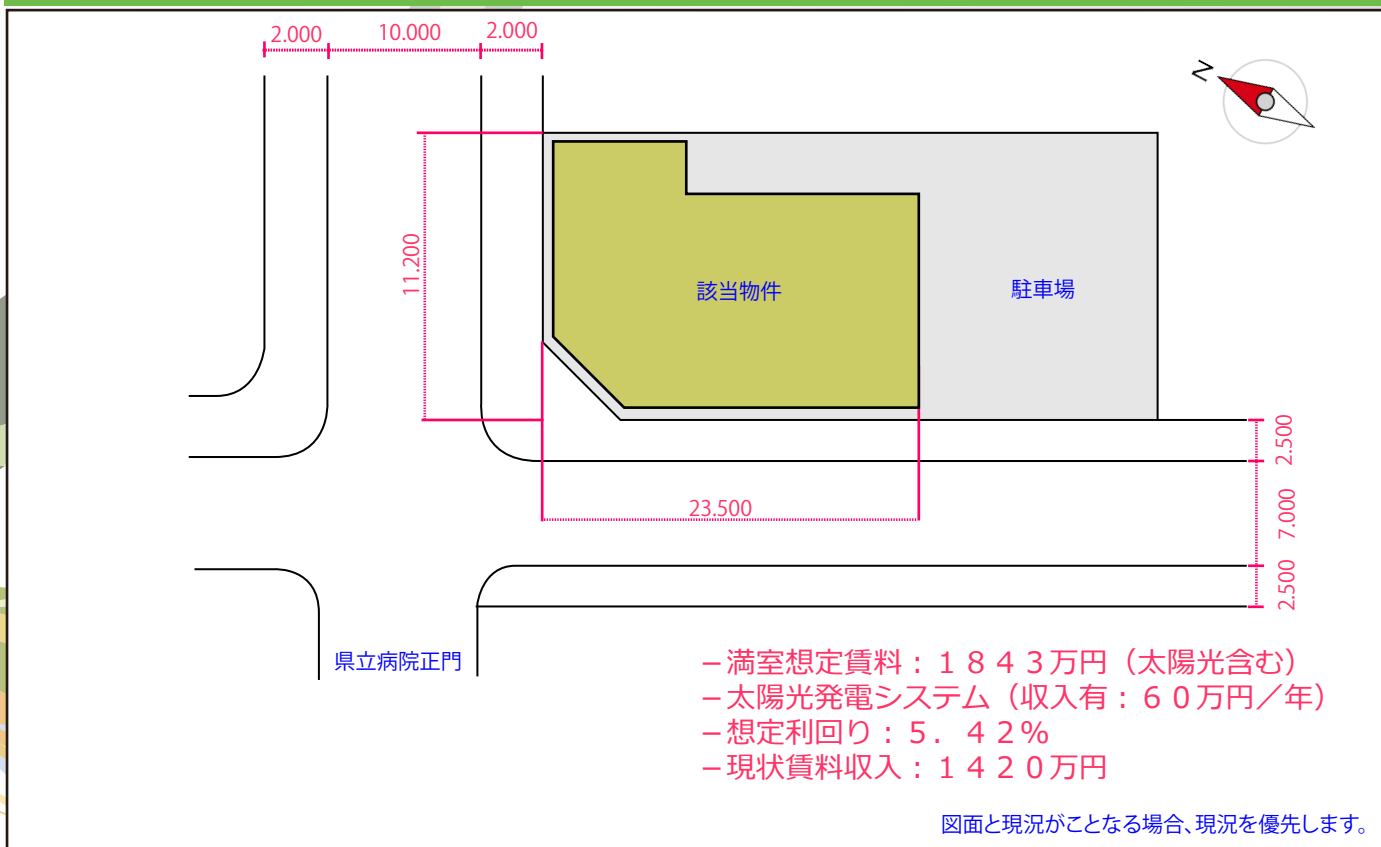 2.000 10.000 2.000
N
11.200
該当物件
駐車場
2.500
23.500
7.000
2.500
県立病院正門
－満室想定賃料：１８４３万円（太陽光含む）
－太陽光発電システム（収入有：６０万円／年）
－想定利回り：５．４２％
－現状賃料収入：１４２０万円
図面と現況がことなる場合、現況を優先します。